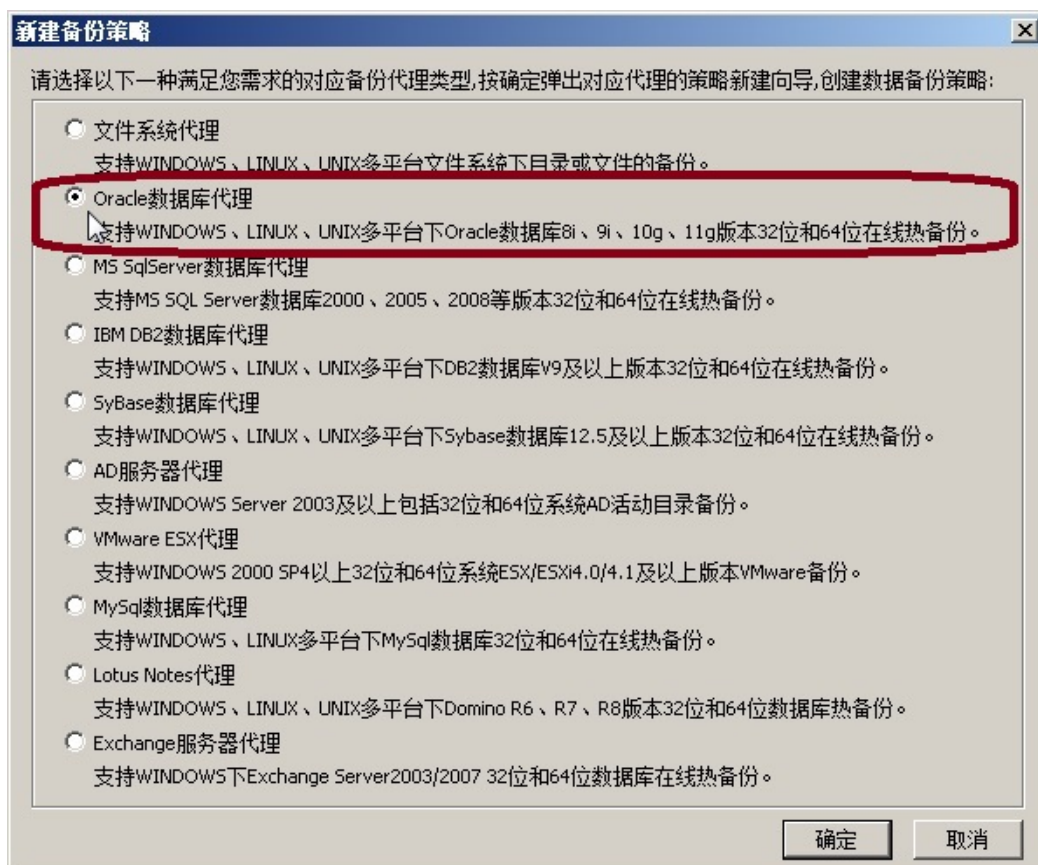 新建备份策略
请选择以下一种满足您需求的对应备份代理类型,按确定弹出对应代理的策略新建向导,创建数据备份策略:
文件系统代理
支持WINDOWS、LINUX、UNIX多平台文件系统下目录或文件的备份。
Oracle数据库代理
支持WINDOWS、LINUX、UNIX多平台下Oracle数据库8i、9i、10g、11g版本32位和64位在线热备份。
MS SqlServer数据库代理
支持MS SQL Server数据库2000、2005、2008等版本32位和64位在线热备份。
IBM DB2数据库代理
支持WINDOWS、LINUX、UNIX多平台下DB2数据库V9及以上版本32位和64位在线热备份。
SyBase数据库代理
支持WINDOWS、LINUX、UNIX多平台下Sybase数据库12.5及以上版本32位和64位在线热备份。
AD服务器代理
支持WINDOWS Server 2003及以上包括32位和64位系统AD活动目录备份。
VMware ESX代理
支持WINDOWS 2000 SP4以上32位和64位系统ESX/ESXi4.0/4.1及以上版本VMware备份。
MySql数据库代理
支持WINDOWS、LINUX多平台下MySql数据库32位和64位在线热备份。
Lotus Notes代理
支持WINDOWS、LINUX、UNIX多平台下Domino R6、R7、R8版本32位和64位数据库热备份。
Exchange服务器代理
支持WINDOWS下Exchange Server2003/2007 32位和64位数据库在线热备份。
确定 取消